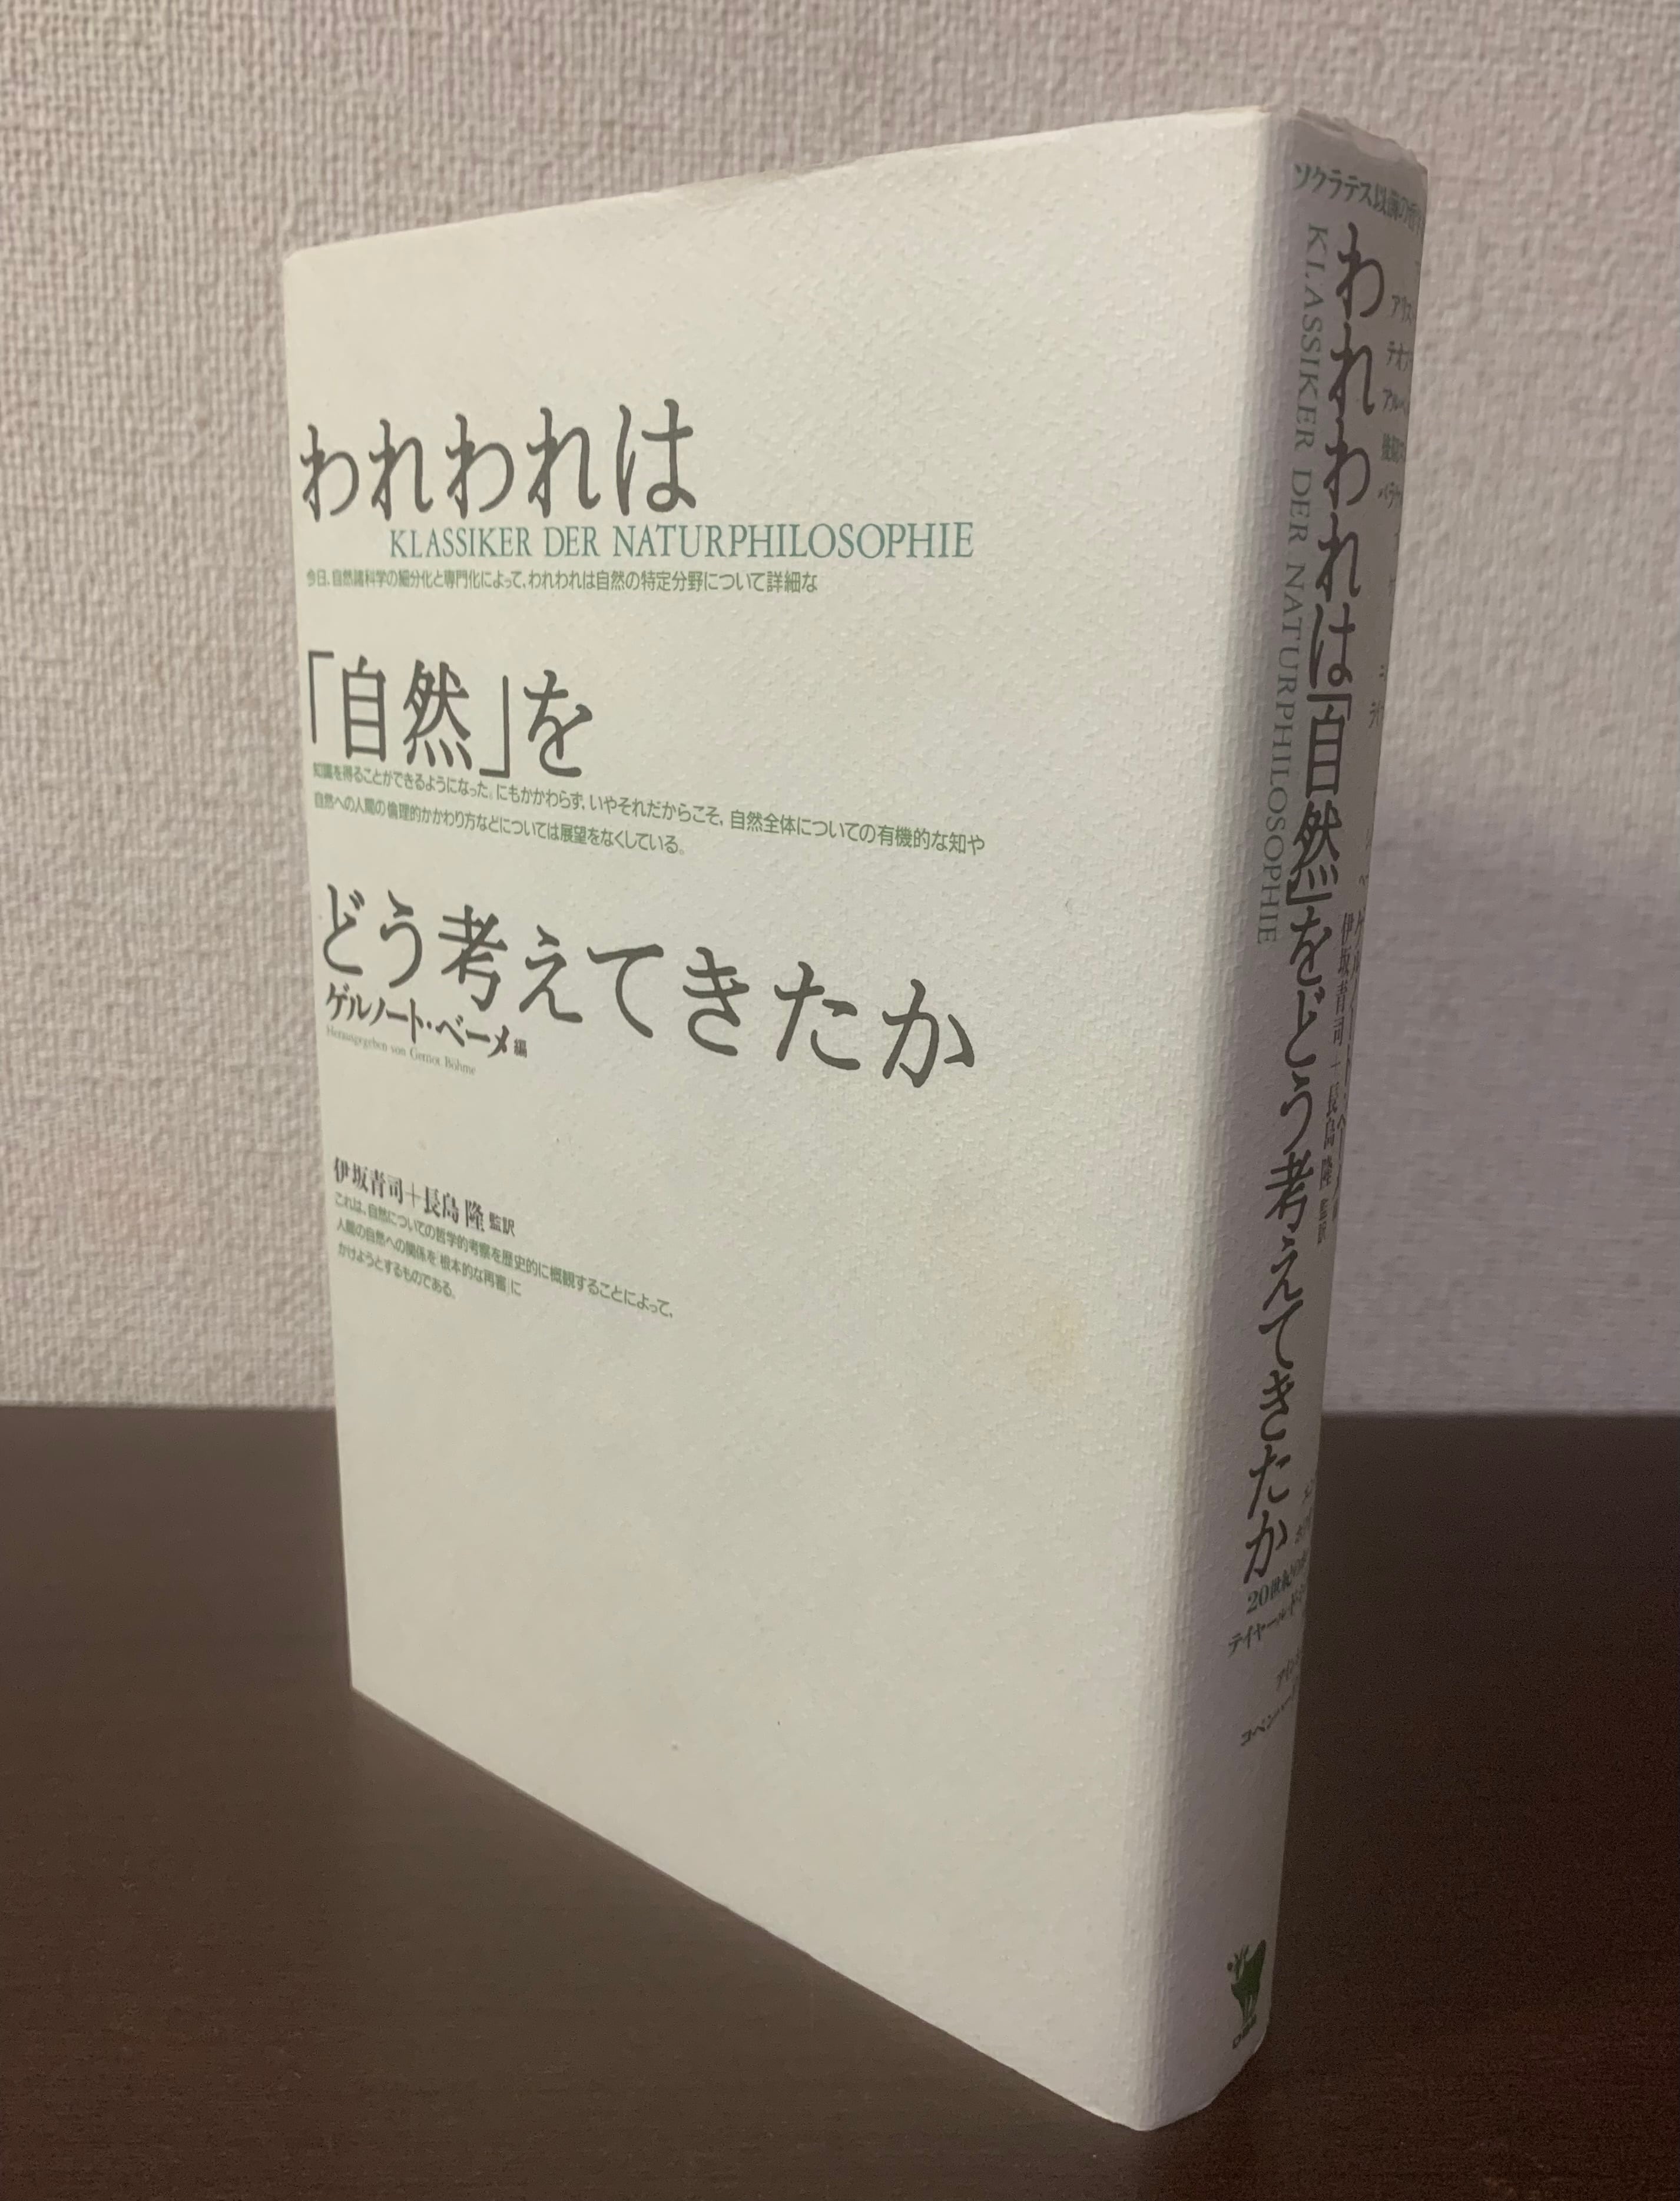 われわれは
KLASSIKER DER NATURPHILOSOPHIE
今日、自然諸科学の細分化と専門化によって、われわれは自然の特定分野について詳細な
「自然」を
知識を得ることができるようになった。にもかかわらず、いやそれだからこそ、自然全体についての有機的な知や
自然への人間の倫理的かかわり方などについては展望をなくしている。
どう考えてきたか
ゲルノート・ベーメ編
Herausgegeben von Gernot Böhme
伊坂青司+長島 隆 監訳
これは、自然についての哲学的考察を歴史的に概観することによって、
人間の自然への関係を「根本的な再審」に
かけようとするものである。
ソクラテス以前の
われわれは「自然」をどう考えてきたか
KLASSIKER DER NATURPHILOSOPHIE
伊坂青司+長島 隆 監訳
20世紀
テイヤール・ド